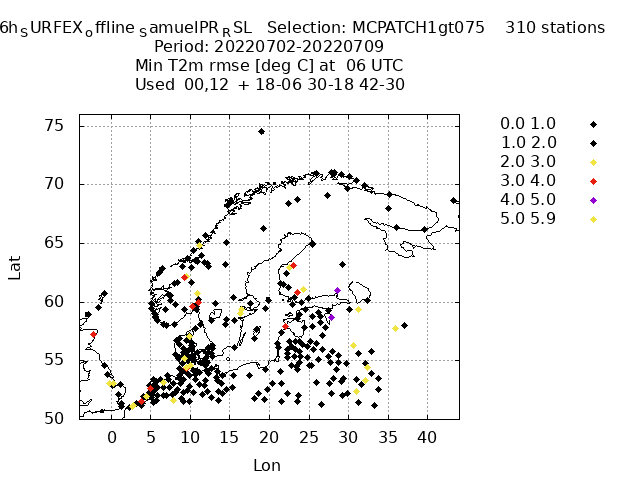 6h_SURFEX_offline_SamuelPR_RSL Selection: MCPATCH1gt075 310 stations
Period: 20220702-20220709
Min T2m rmse [deg C] at 06 UTC
Used 00,12 + 18-06 30-18 42-30
75
70
65
60
55
50
0 5 10 15 20 25 30 35 40
Lat
Lon
0.0 1.0
1.0 2.0
2.0 3.0
3.0 4.0
4.0 5.0
5.0 5.9